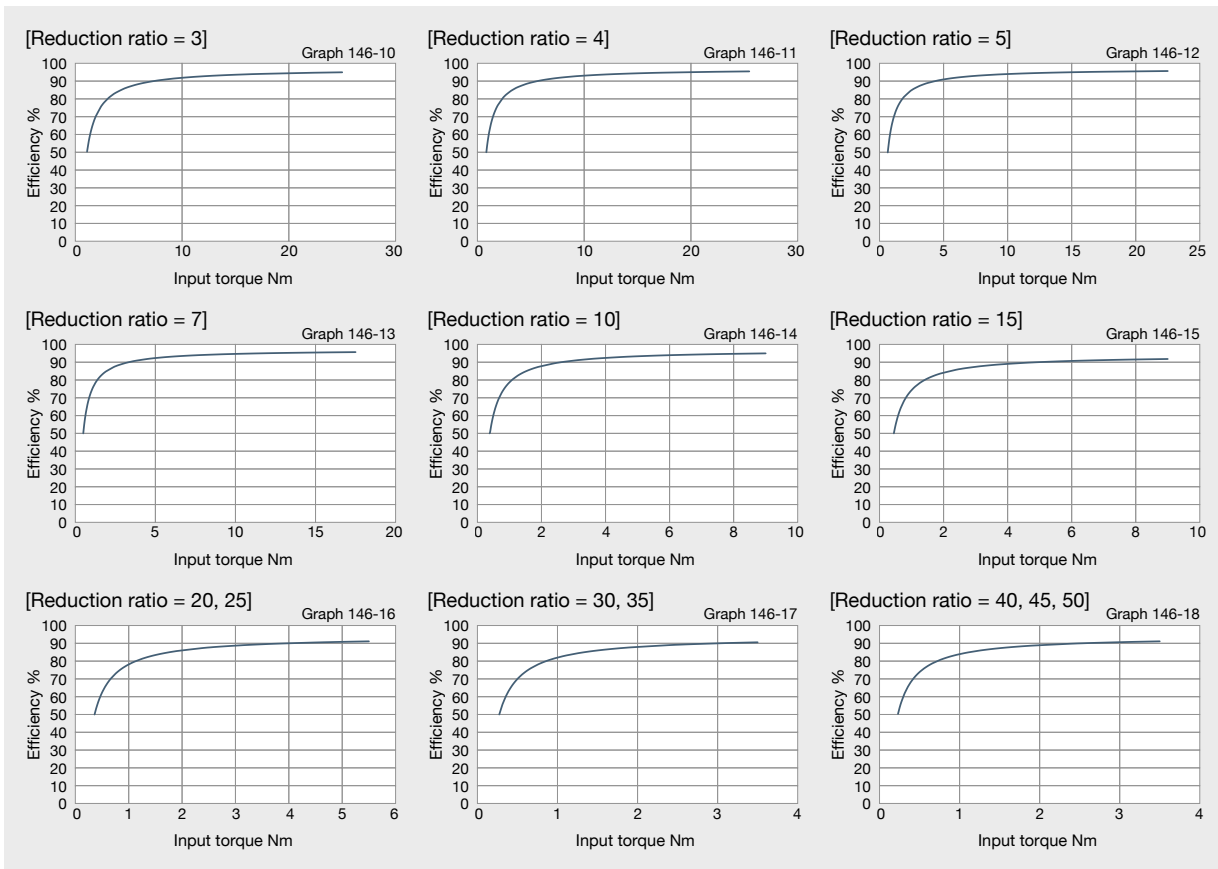 [Reduction ratio = 3]
Graph 146-10
Efficiency %
100
90
80
70
60
50
40
30
20
10
0
0 10 20 30
Input torque Nm
[Reduction ratio = 4]
Graph 146-11
Efficiency %
100
90
80
70
60
50
40
30
20
10
0
0 10 20 30
Input torque Nm
[Reduction ratio = 5]
Graph 146-12
Efficiency %
100
90
80
70
60
50
40
30
20
10
0
0 5 10 15 20 25
Input torque Nm
[Reduction ratio = 7]
Graph 146-13
Efficiency %
100
90
80
70
60
50
40
30
20
10
0
0 5 10 15 20
Input torque Nm
[Reduction ratio = 10]
Graph 146-14
Efficiency %
100
90
80
70
60
50
40
30
20
10
0
0 2 4 6 8 10
Input torque Nm
[Reduction ratio = 15]
Graph 146-15
Efficiency %
100
90
80
70
60
50
40
30
20
10
0
0 2 4 6 8 10
Input torque Nm
[Reduction ratio = 20, 25]
Graph 146-16
Efficiency %
100
90
80
70
60
50
40
30
20
10
0
0 1 2 3 4 5 6
Input torque Nm
[Reduction ratio = 30, 35]
Graph 146-17
Efficiency %
100
90
80
70
60
50
40
30
20
10
0
0 1 2 3 4
Input torque Nm
[Reduction ratio = 40, 45, 50]
Graph 146-18
Efficiency %
100
90
80
70
60
50
40
30
20
10
0
0 1 2 3 4
Input torque Nm